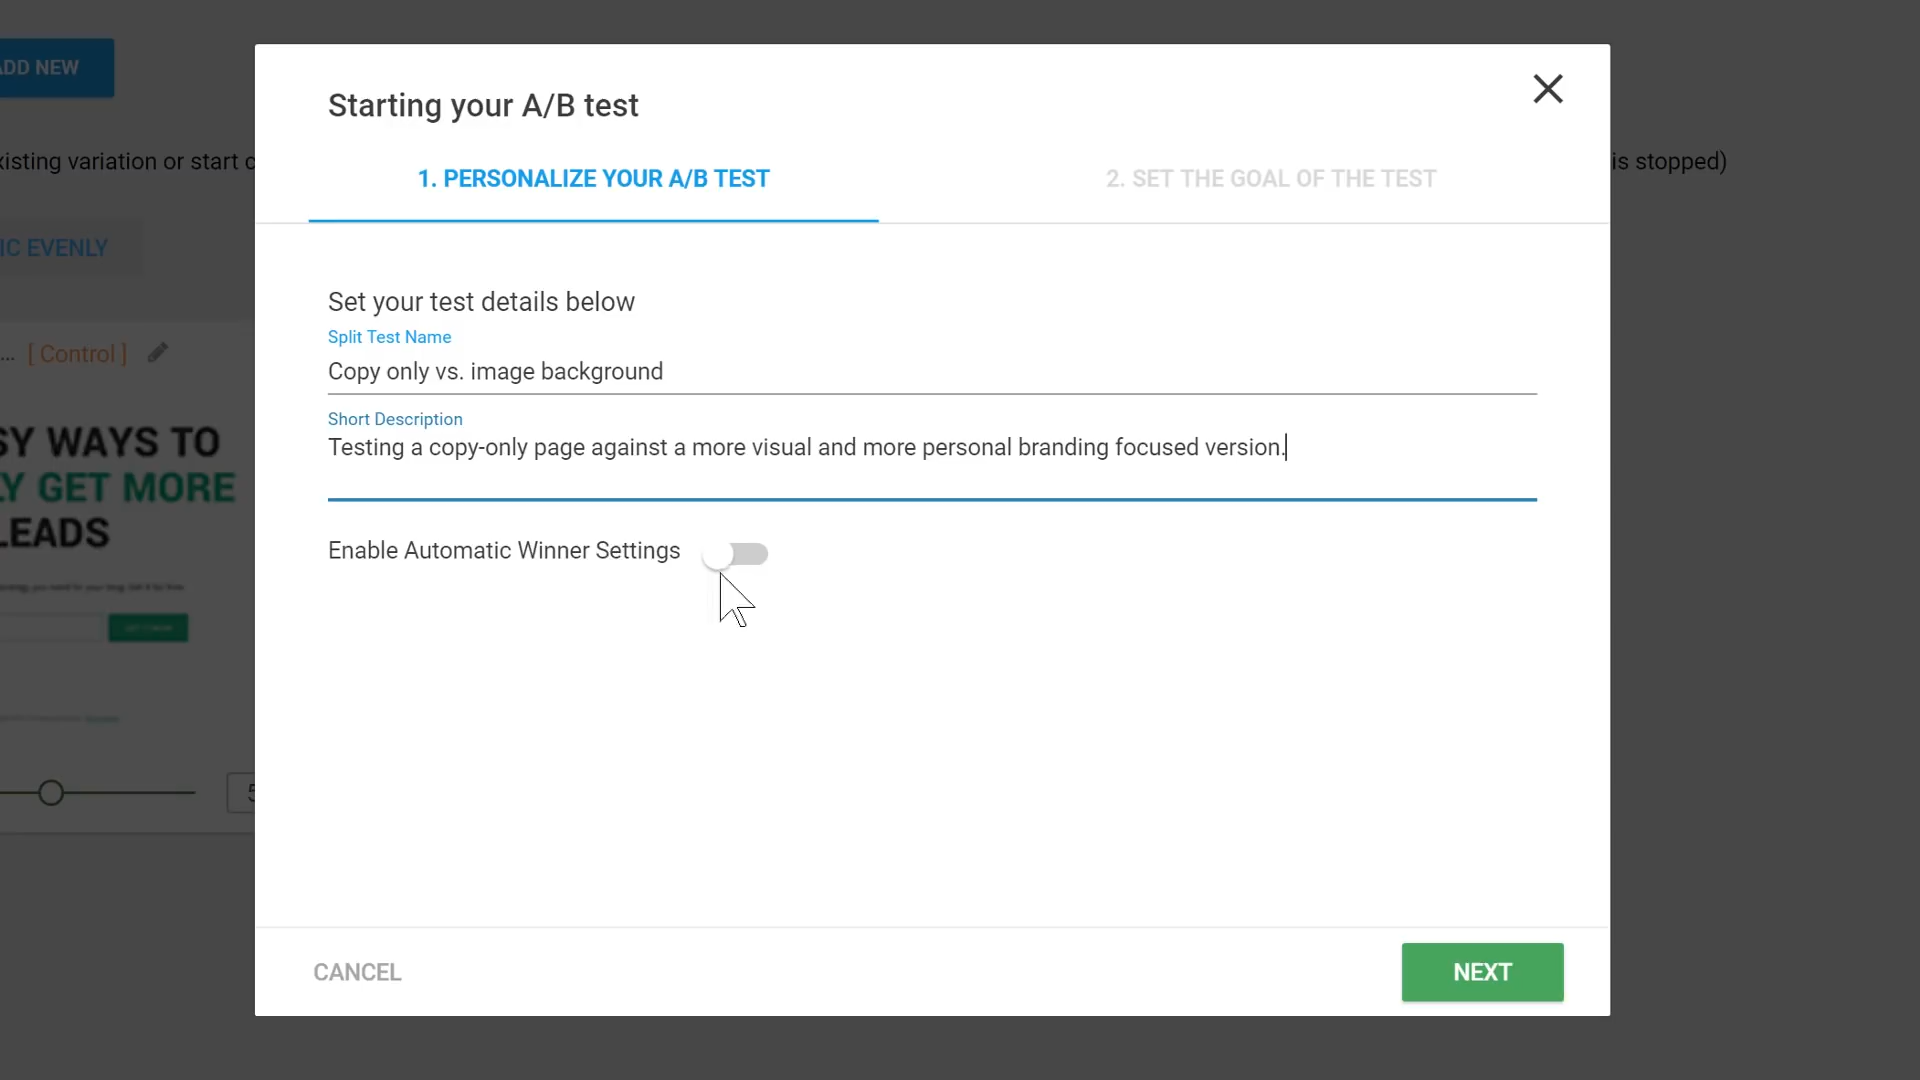 ADD NEW
Starting your A/B test
1. PERSONALIZE YOUR A/B TEST
2. SET THE GOAL OF THE TEST
existing variation or start
is stopped)
IC EVENLY
Set your test details below
Split Test Name
... [ Control ]
Copy only vs. image background
Short Description
Testing a copy-only page against a more visual and more personal branding focused version.
SY WAYS TO
LY GET MORE
LEADS
Enable Automatic Winner Settings
CANCEL
NEXT